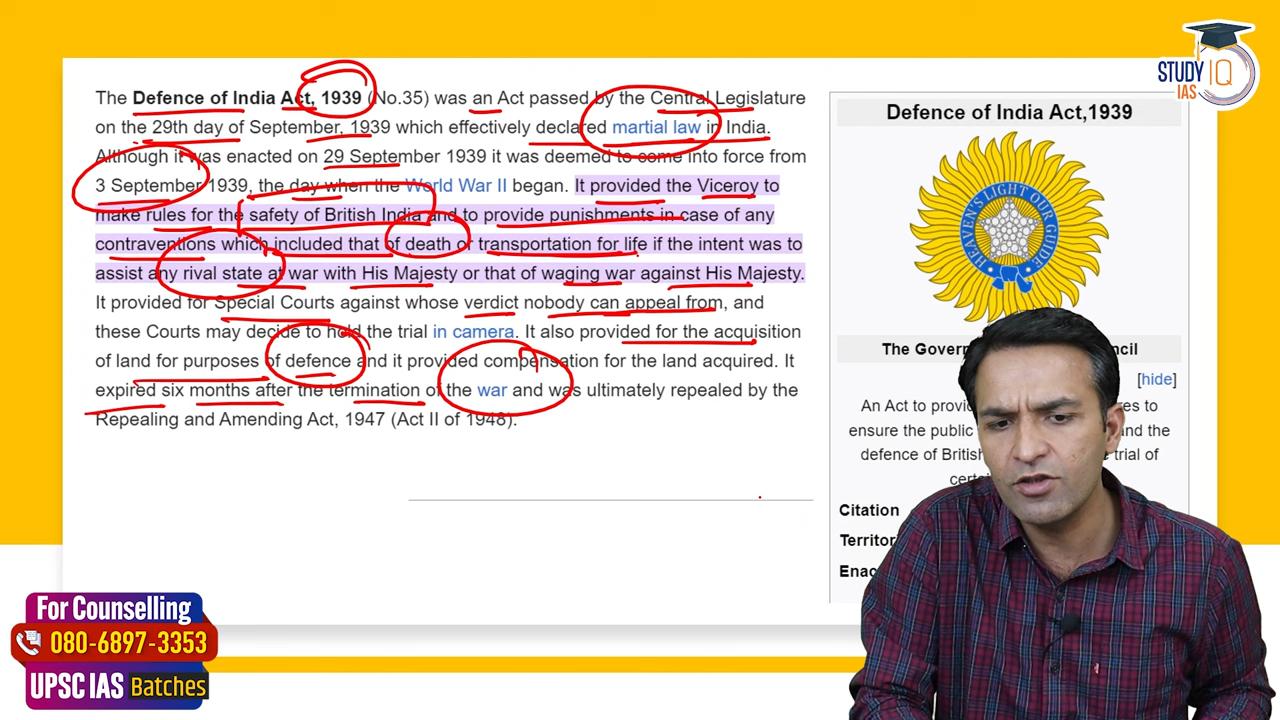 STUDY IQ
IAS
The Defence of India Act, 1939 (No.35) was an Act passed by the Central Legislature
on the 29th day of September, 1939 which effectively declared martial law in India.
Although it was enacted on 29 September 1939 it was deemed to come into force from
3 September 1939, the day when the World War II began. It provided the Viceroy to
make rules for the safety of British India and to provide punishments in case of any
contraventions which included that of death or transportation for life if the intent was to
assist any rival state at war with His Majesty or that of waging war against His Majesty.
It provided for Special Courts against whose verdict nobody can appeal from, and
these Courts may decide to hold the trial in camera. It also provided for the acquisition
of land for purposes of defence and it provided compensation for the land acquired. It
expired six months after the termination of the war and was ultimately repealed by the
Repealing and Amending Act, 1947 (Act II of 1948).
Defence of India Act,1939
HEAVEN'S LIGHT OUR GUIDE
The
[hide]
An Act to
ensure the public and the
defence of trial of
Citation
For Counselling
080-6897-3353
UPSC IAS Batches